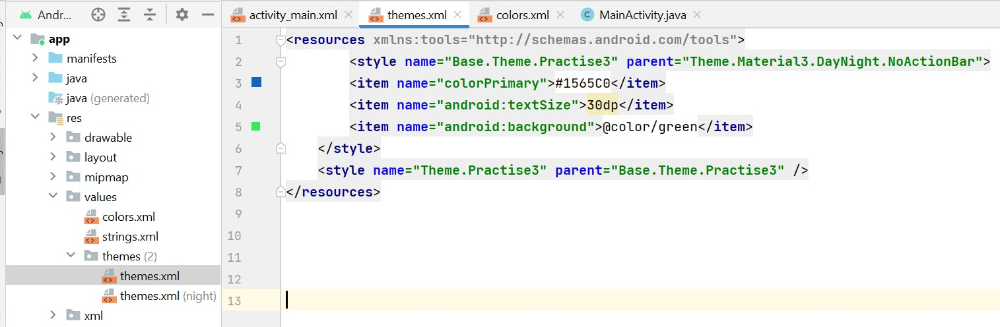 Andr...
app
manifests
java
java (generated)
res
drawable
layout
mipmap
values
colors.xml
strings.xml
themes (2)
themes.xml
themes.xml (night)
xml
activity_main.xml
themes.xml
colors.xml
C MainActivity.java
1 <resources xmlns:tools="http://schemas.android.com/tools">
2 <style name="Base.Theme.Practise3" parent="Theme.Material3.DayNight.NoActionBar">
3 <item name="colorPrimary">#1565C0</item>
4 <item name="android:textSize">30dp</item>
5 <item name="android:background">@color/green</item>
6 </style>
7 <style name="Theme.Practise3" parent="Base.Theme.Practise3" />
8 </resources>
9
10
11
12
13